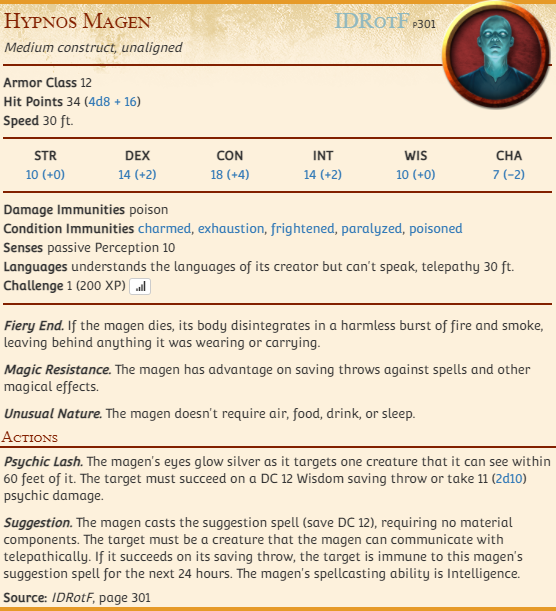 Hypnos Magen
IDRotF p301
Medium construct, unaligned
Armor Class 12
Hit Points 34 (4d8 + 16)
Speed 30 ft.
STR DEX CON INT WIS CHA
10 (+0) 14 (+2) 18 (+4) 14 (+2) 10 (+0) 7 (−2)
Damage Immunities poison
Condition Immunities charmed, exhaustion, frightened, paralyzed, poisoned
Senses passive Perception 10
Languages understands the languages of its creator but can't speak, telepathy 30 ft.
Challenge 1 (200 XP)
Fiery End. If the magen dies, its body disintegrates in a harmless burst of fire and smoke,
leaving behind anything it was wearing or carrying.
Magic Resistance. The magen has advantage on saving throws against spells and other
magical effects.
Unusual Nature. The magen doesn't require air, food, drink, or sleep.
Actions
Psychic Lash. The magen's eyes glow silver as it targets one creature that it can see within
60 feet of it. The target must succeed on a DC 12 Wisdom saving throw or take 11 (2d10)
psychic damage.
Suggestion. The magen casts the suggestion spell (save DC 12), requiring no material
components. The target must be a creature that the magen can communicate with
telepathically. If it succeeds on its saving throw, the target is immune to this magen's
suggestion spell for the next 24 hours. The magen's spellcasting ability is Intelligence.
Source: IDRotF, page 301